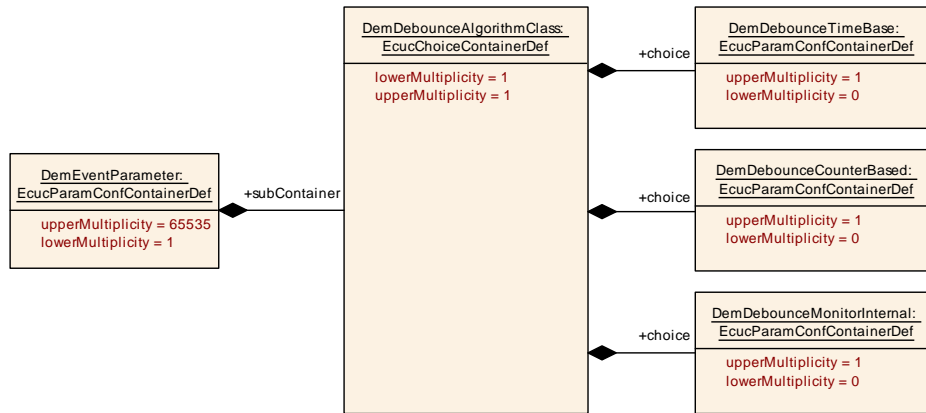 DemDebounceAlgorithmClass:
EcucChoiceContainerDef
lowerMultiplicity = 1
upperMultiplicity = 1
DemDebounceTimeBase:
EcucParamConfContainerDef
upperMultiplicity = 1
lowerMultiplicity = 0
+choice
DemEventParameter:
EcucParamConfContainerDef
upperMultiplicity = 65535
lowerMultiplicity = 1
+subContainer
DemDebounceCounterBased:
EcucParamConfContainerDef
upperMultiplicity = 1
lowerMultiplicity = 0
+choice
DemDebounceMonitorInternal:
EcucParamConfContainerDef
upperMultiplicity = 1
lowerMultiplicity = 0
+choice